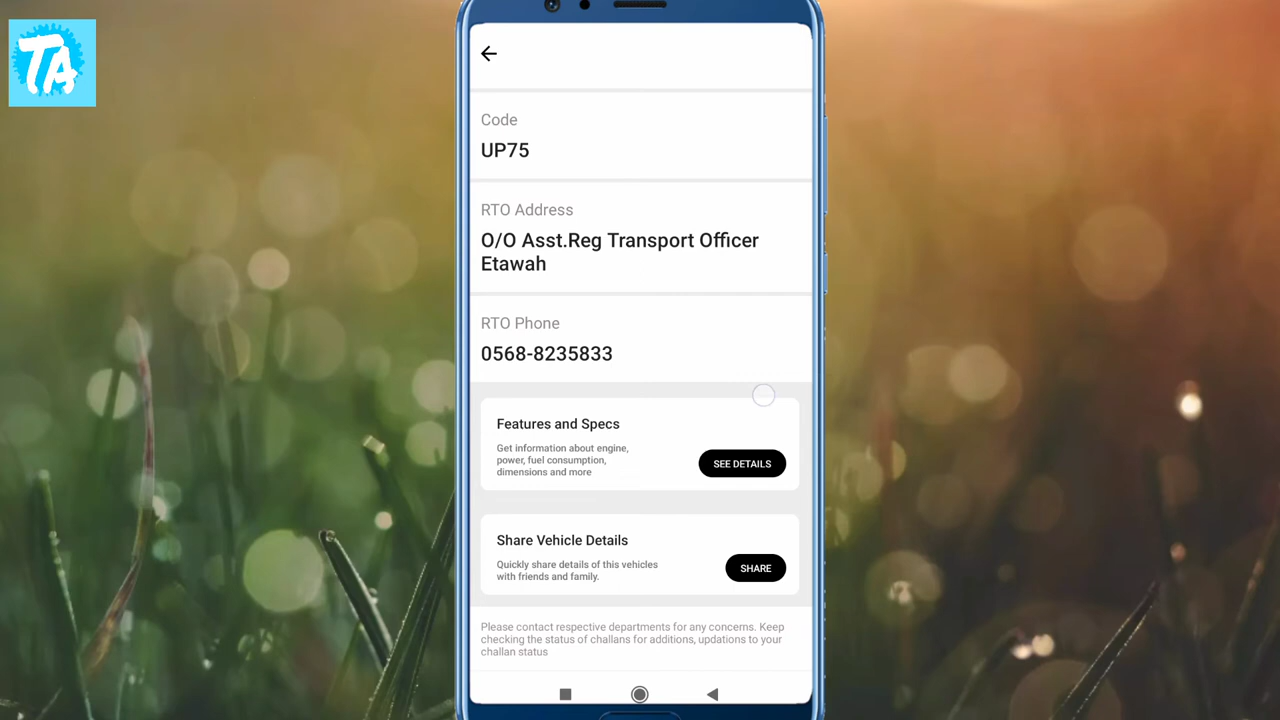 TA
Code
UP75
RTO Address
O/O Asst.Reg Transport Officer
Etawah
RTO Phone
0568-8235833
Features and Specs
Get information about engine,
power, fuel consumption,
dimensions and more
SEE DETAILS
Share Vehicle Details
Quickly share details of this vehicles
with friends and family.
SHARE
Please contact respective departments for any concerns. Keep
checking the status of challans for additions, updations to your
challan status